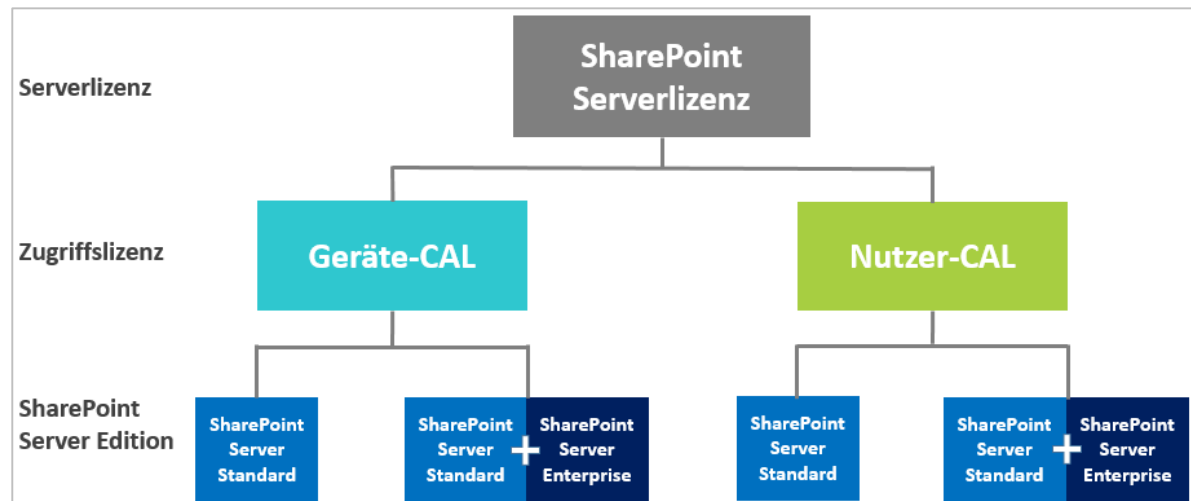 SharePoint
Serverlizenz
Serverlizenz
Zugriffslizenz
Geräte-CAL
Nutzer-CAL
SharePoint
Server Edition
SharePoint
Server
Standard
SharePoint
Server
Standard
+
SharePoint
Server
Enterprise
SharePoint
Server
Standard
SharePoint
Server
Standard
+
SharePoint
Server
Enterprise